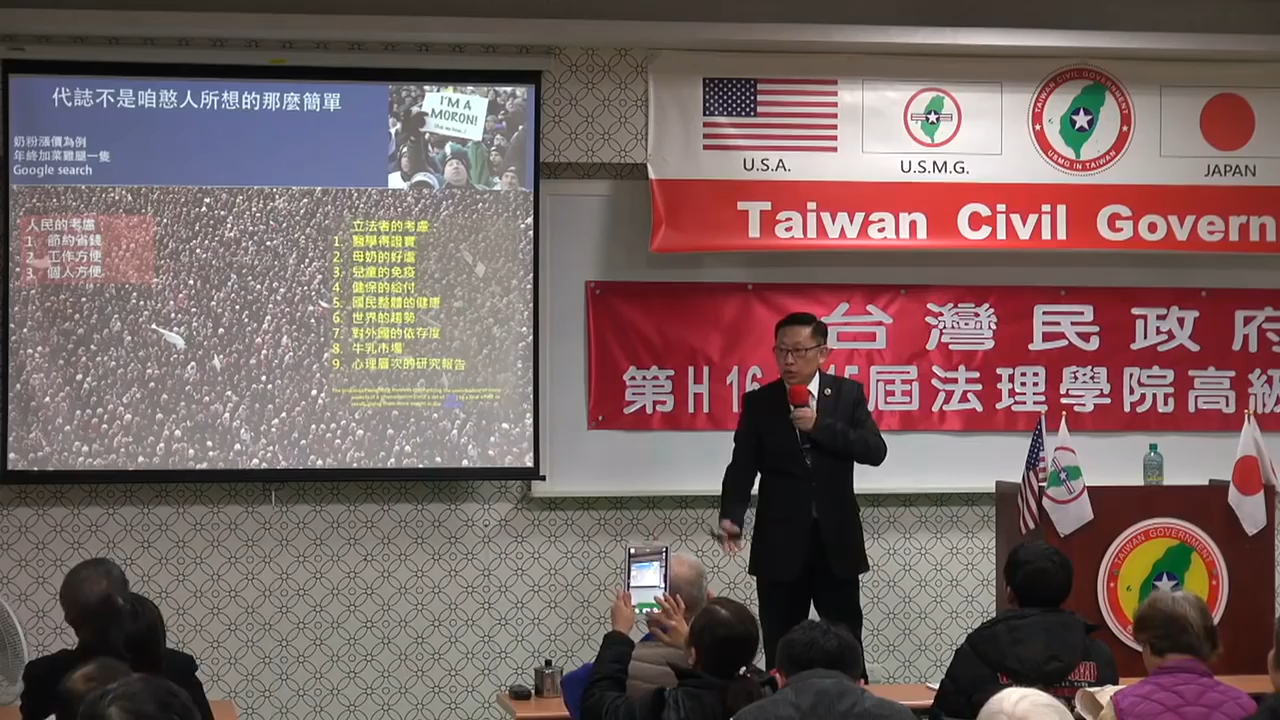 代誌不是咱憨人所想的那麼簡單
奶粉漲價為例
年終加菜雞腿一隻
Google search
I'M A
MORON!
人民的考慮
1. 節約省錢
2. 工作方便
3. 個人方便
立法者的考慮
1. 醫學得證實
2. 母奶的好處
3. 兒童的免疫
4. 健保的給付
5. 國民整體的健康
6. 世界的趨勢
7. 對外國的依存度
8. 牛乳市場
9. 心理層次的研究報告
U.S.A.
U.S.M.G.
TAIWAN CIVIL GOVERNMENT
USMG IN TAIWAN
JAPAN
Taiwan Civil Govern
台灣民政府
第H 16 15屆法理學院高級
TAIWAN GOVERNMENT